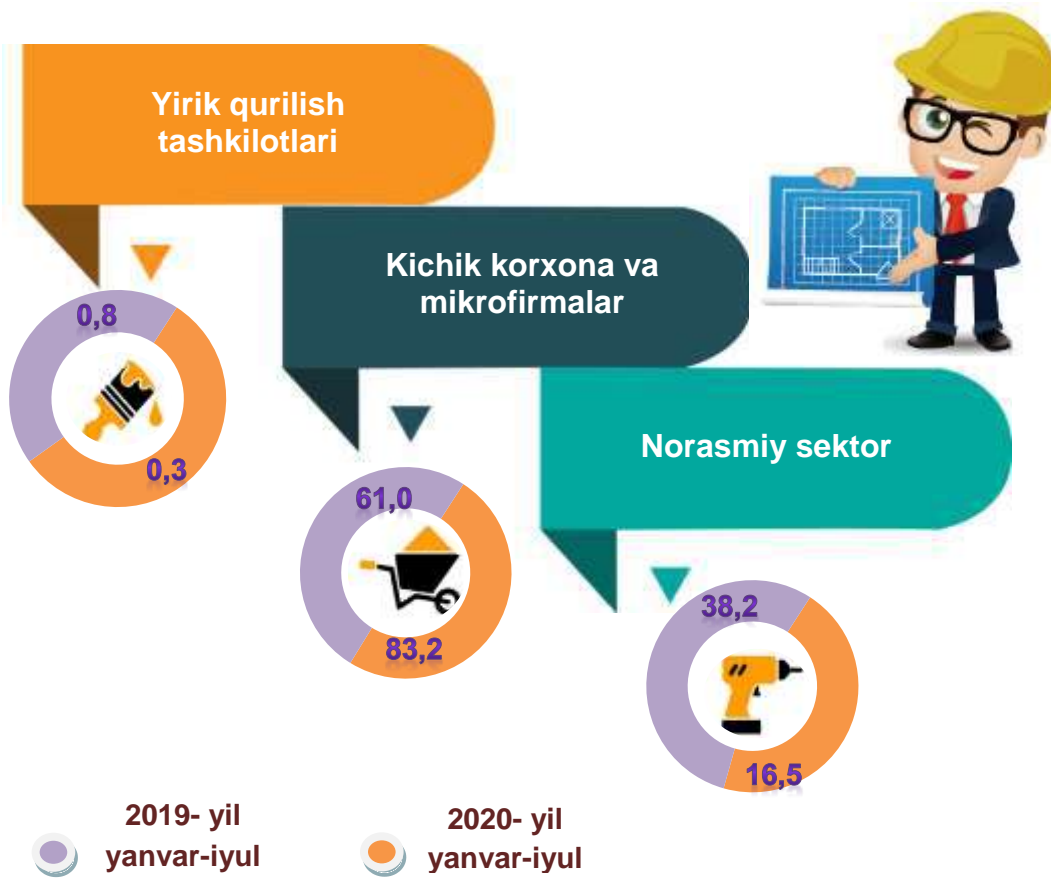 Yirik qurilish
tashkilotlari
Kichik korxona va
mikrofirmalar
Norasmiy sektor
0,8
0,3
61,0
83,2
38,2
16,5
2019- yil
yanvar-iyul
2020- yil
yanvar-iyul